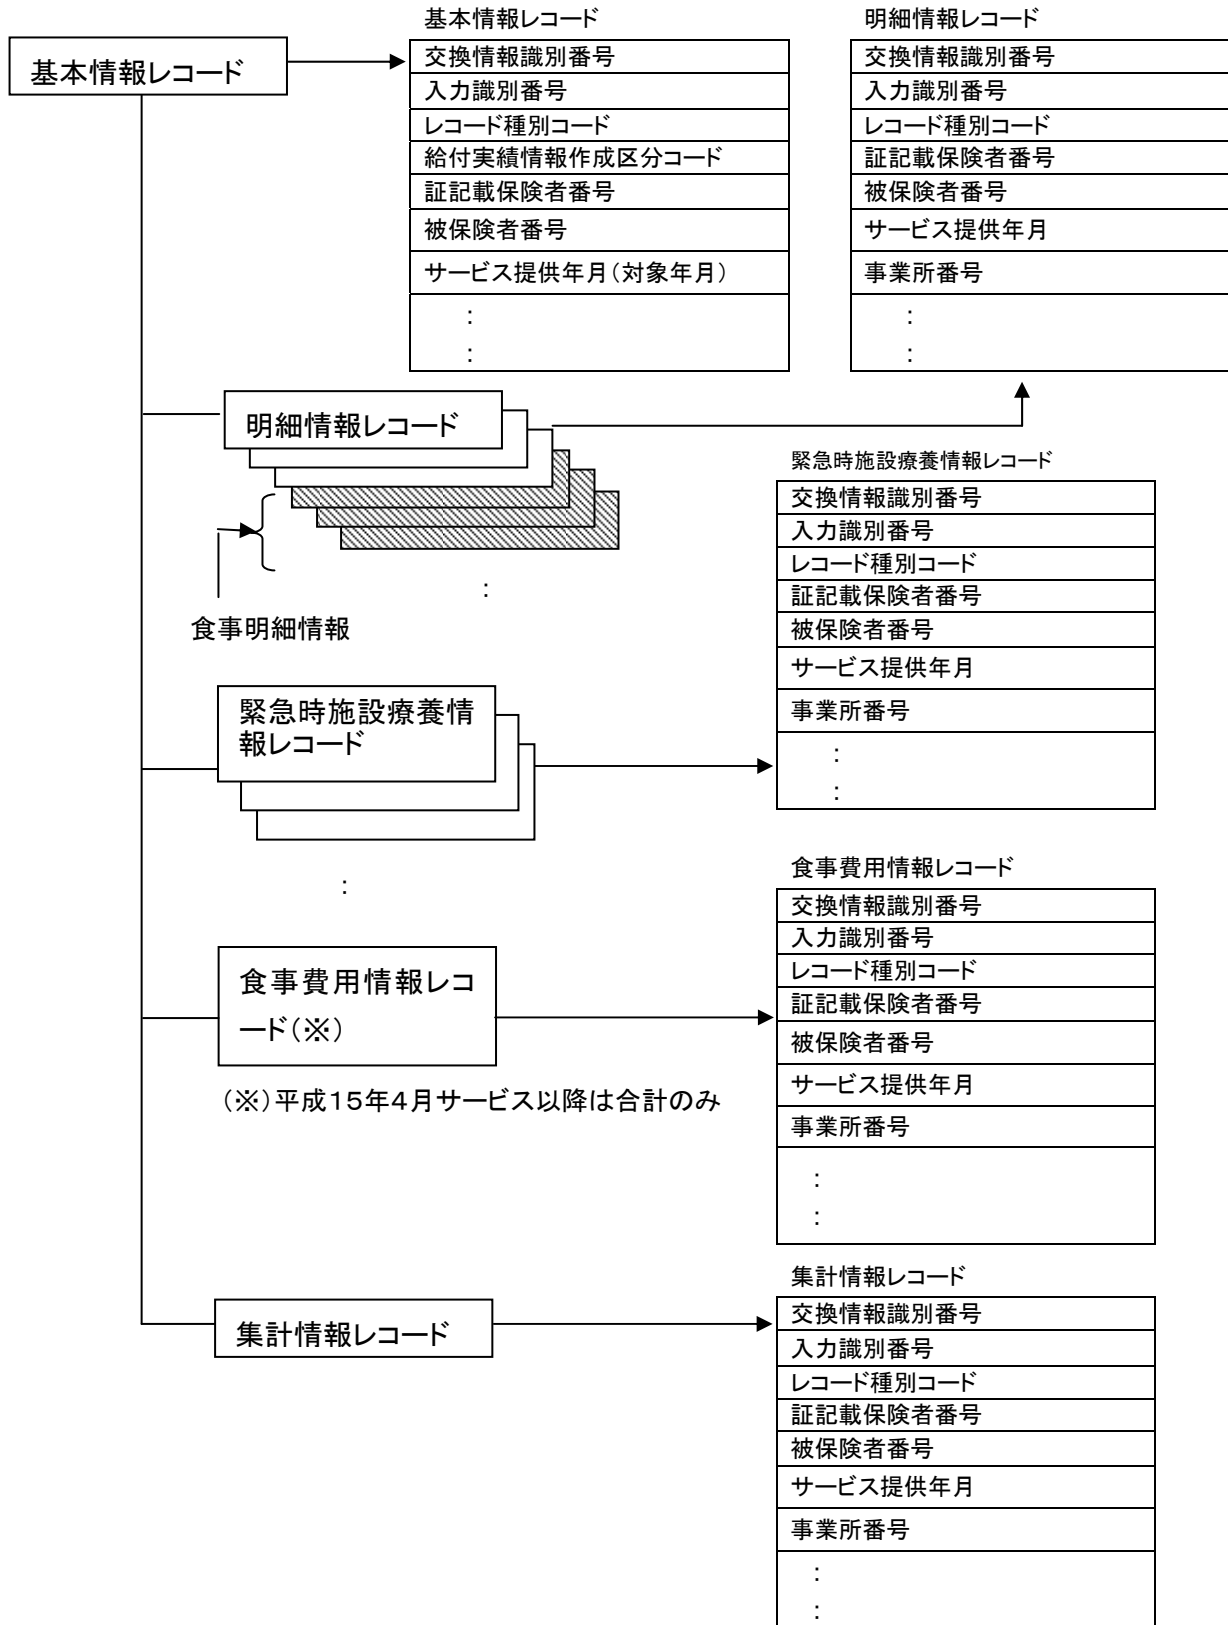 基本情報レコード
基本情報レコード
交換情報識別番号
入力識別番号
レコード種別コード
給付実績情報作成区分コード
証記載保険者番号
被保険者番号
サービス提供年月(対象年月)
:
:
明細情報レコード
交換情報識別番号
入力識別番号
レコード種別コード
証記載保険者番号
被保険者番号
サービス提供年月
事業所番号
:
:
明細情報レコード
:
食事明細情報
緊急時施設療養情報レコード
交換情報識別番号
入力識別番号
レコード種別コード
証記載保険者番号
被保険者番号
サービス提供年月
事業所番号
:
:
緊急時施設療養情
報レコード
:
食事費用情報レコード
交換情報識別番号
入力識別番号
レコード種別コード
証記載保険者番号
被保険者番号
サービス提供年月
事業所番号
:
:
食事費用情報レコ
ード(※)
(※)平成15年4月サービス以降は合計のみ
集計情報レコード
集計情報レコード
交換情報識別番号
入力識別番号
レコード種別コード
証記載保険者番号
被保険者番号
サービス提供年月
事業所番号
:
: